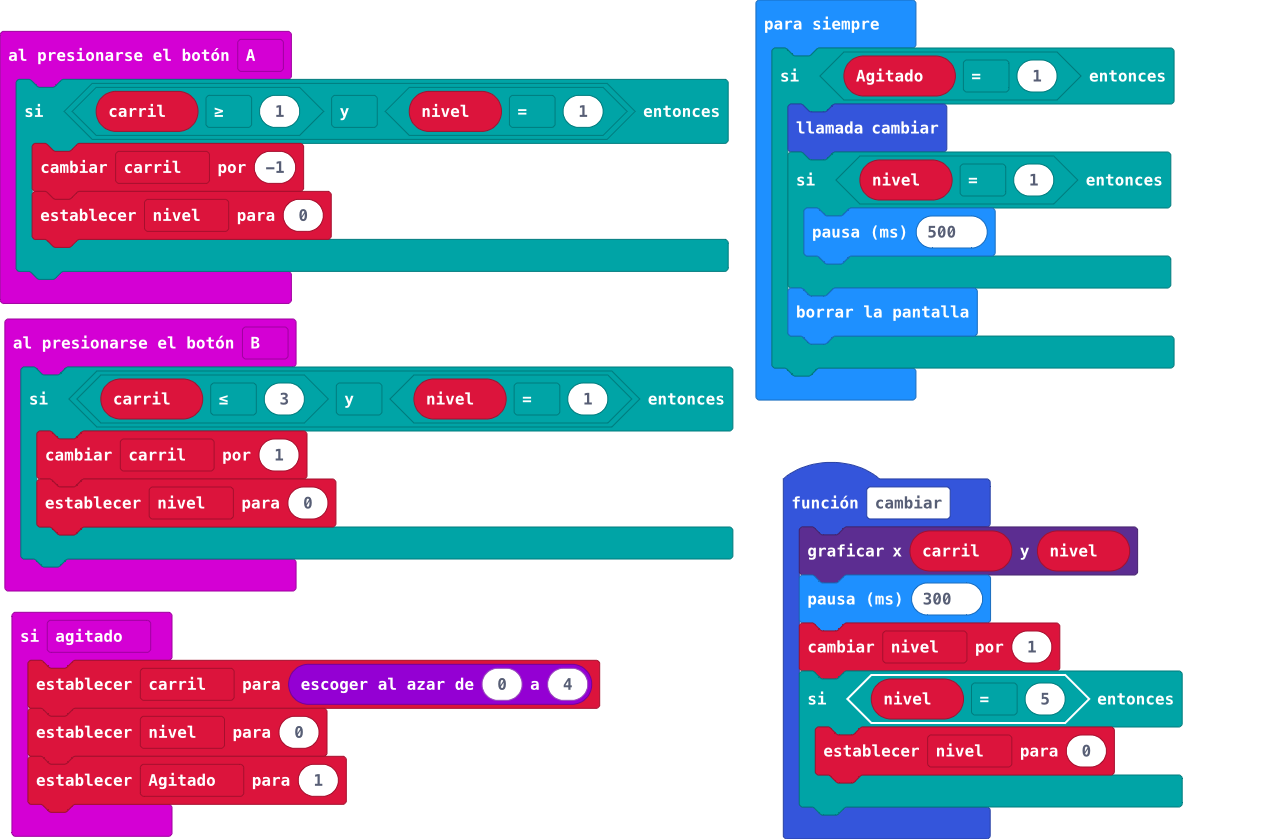 al presionarse el botón A
si carril ≥ 1 y nivel = 1 entonces
cambiar carril por −1
establecer nivel para 0
al presionarse el botón B
si carril ≤ 3 y nivel = 1 entonces
cambiar carril por 1
establecer nivel para 0
si agitado
establecer carril para escoger al azar de 0 a 4
establecer nivel para 0
establecer Agitado para 1
para siempre
si Agitado = 1 entonces
llamada cambiar
si nivel = 1 entonces
pausa (ms) 500
borrar la pantalla
función cambiar
graficar x carril y nivel
pausa (ms) 300
cambiar nivel por 1
si nivel = 5 entonces
establecer nivel para 0